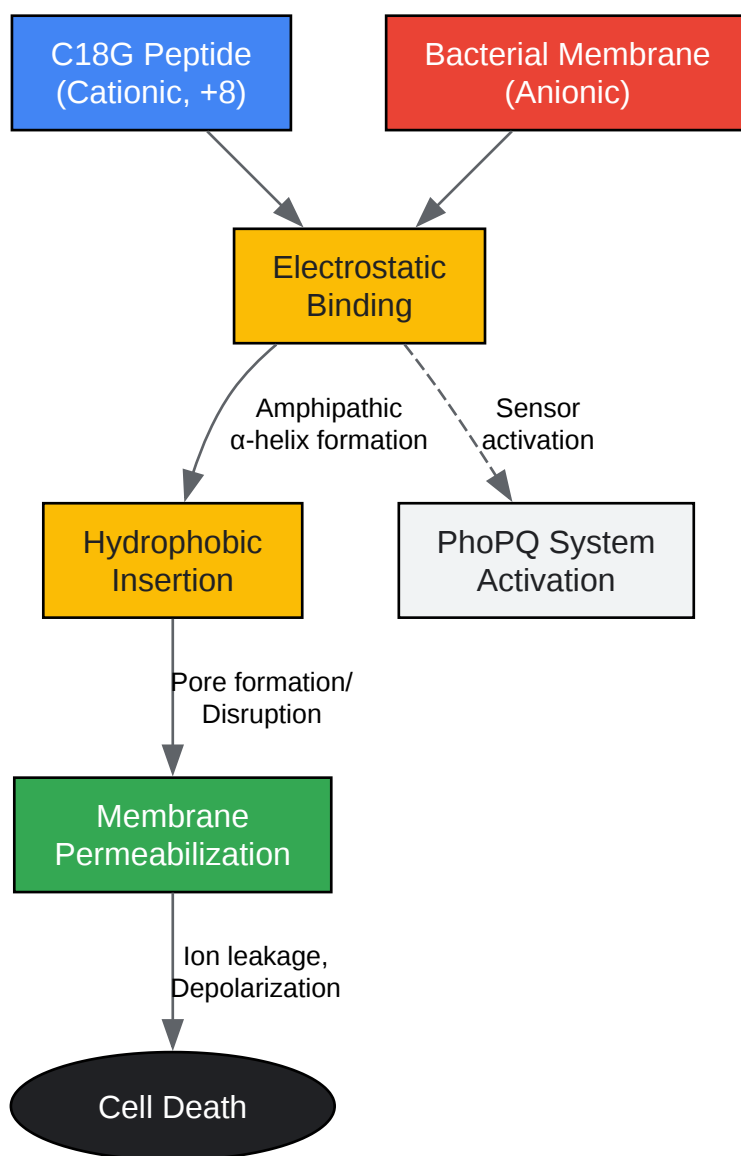 C18G Peptide
(Cationic, +8)
Bacterial Membrane
(Anionic)
Electrostatic
Binding
Amphipathic
α-helix formation
Sensor
activation
Hydrophobic
Insertion
PhoPQ System
Activation
Pore formation/
Disruption
Membrane
Permeabilization
Ion leakage,
Depolarization
Cell Death